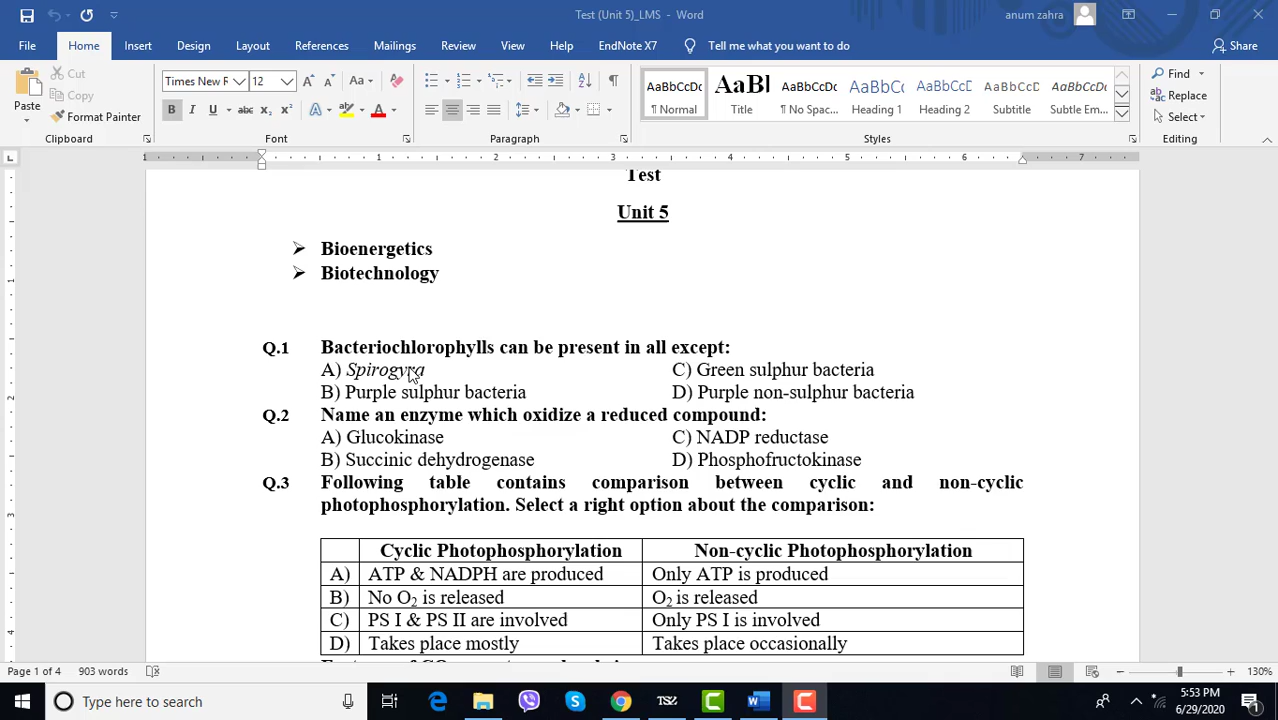 Test (Unit 5)_LMS - Word
anum zahra
File Home Insert Design Layout References Mailings Review View Help EndNote X7 Tell me what you want to do Share
Paste
Cut
Copy
Format Painter
Clipboard
Times New F 12
Font
Paragraph
AaBbCcDc ¶ Normal
Title
AaBbCcDc ¶ No Spac...
Heading 1
Heading 2
Subtitle
Subtle Em...
Styles
Find
Replace
Select
Editing
Test
Unit 5
Bioenergetics
Biotechnology
Q.1 Bacteriochlorophylls can be present in all except:
A) Spirogyra C) Green sulphur bacteria
B) Purple sulphur bacteria D) Purple non-sulphur bacteria
Q.2 Name an enzyme which oxidize a reduced compound:
A) Glucokinase C) NADP reductase
B) Succinic dehydrogenase D) Phosphofructokinase
Q.3 Following table contains comparison between cyclic and non-cyclic
photophosphorylation. Select a right option about the comparison:
Cyclic Photophosphorylation Non-cyclic Photophosphorylation
A) ATP & NADPH are produced Only ATP is produced
B) No O₂ is released O₂ is released
C) PS I & PS II are involved Only PS I is involved
D) Takes place mostly Takes place occasionally
Page 1 of 4 903 words 130%
Type here to search
5:53 PM
6/29/2020